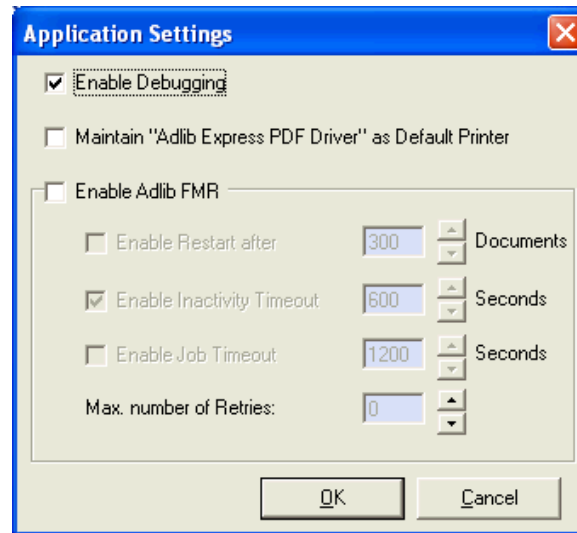 Application Settings
Enable Debugging
Maintain "Adlib Express PDF Driver" as Default Printer
Enable Adlib FMR
Enable Restart after 300 Documents
Enable Inactivity Timeout 600 Seconds
Enable Job Timeout 1200 Seconds
Max. number of Retries: 0
OK Cancel